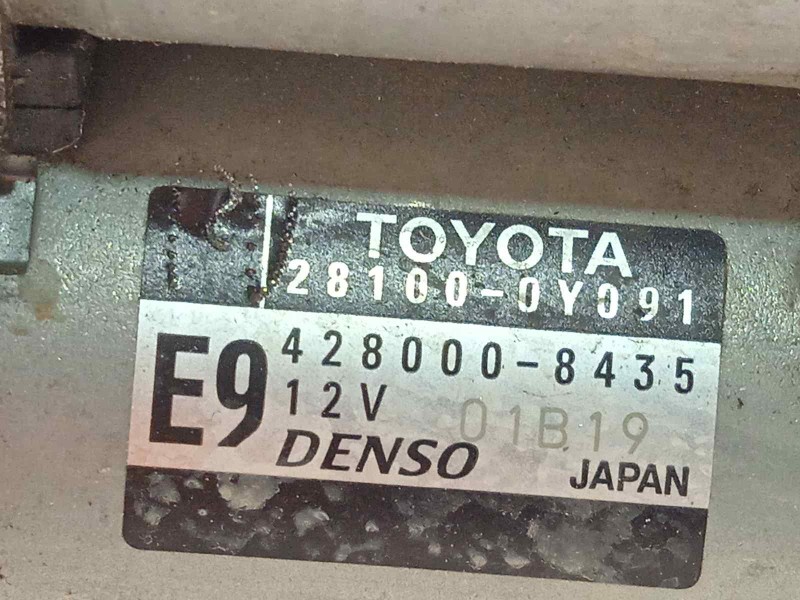 TOYOTA
28100-0Y091
E9
428000-8435
12V 01B19
DENSO JAPAN